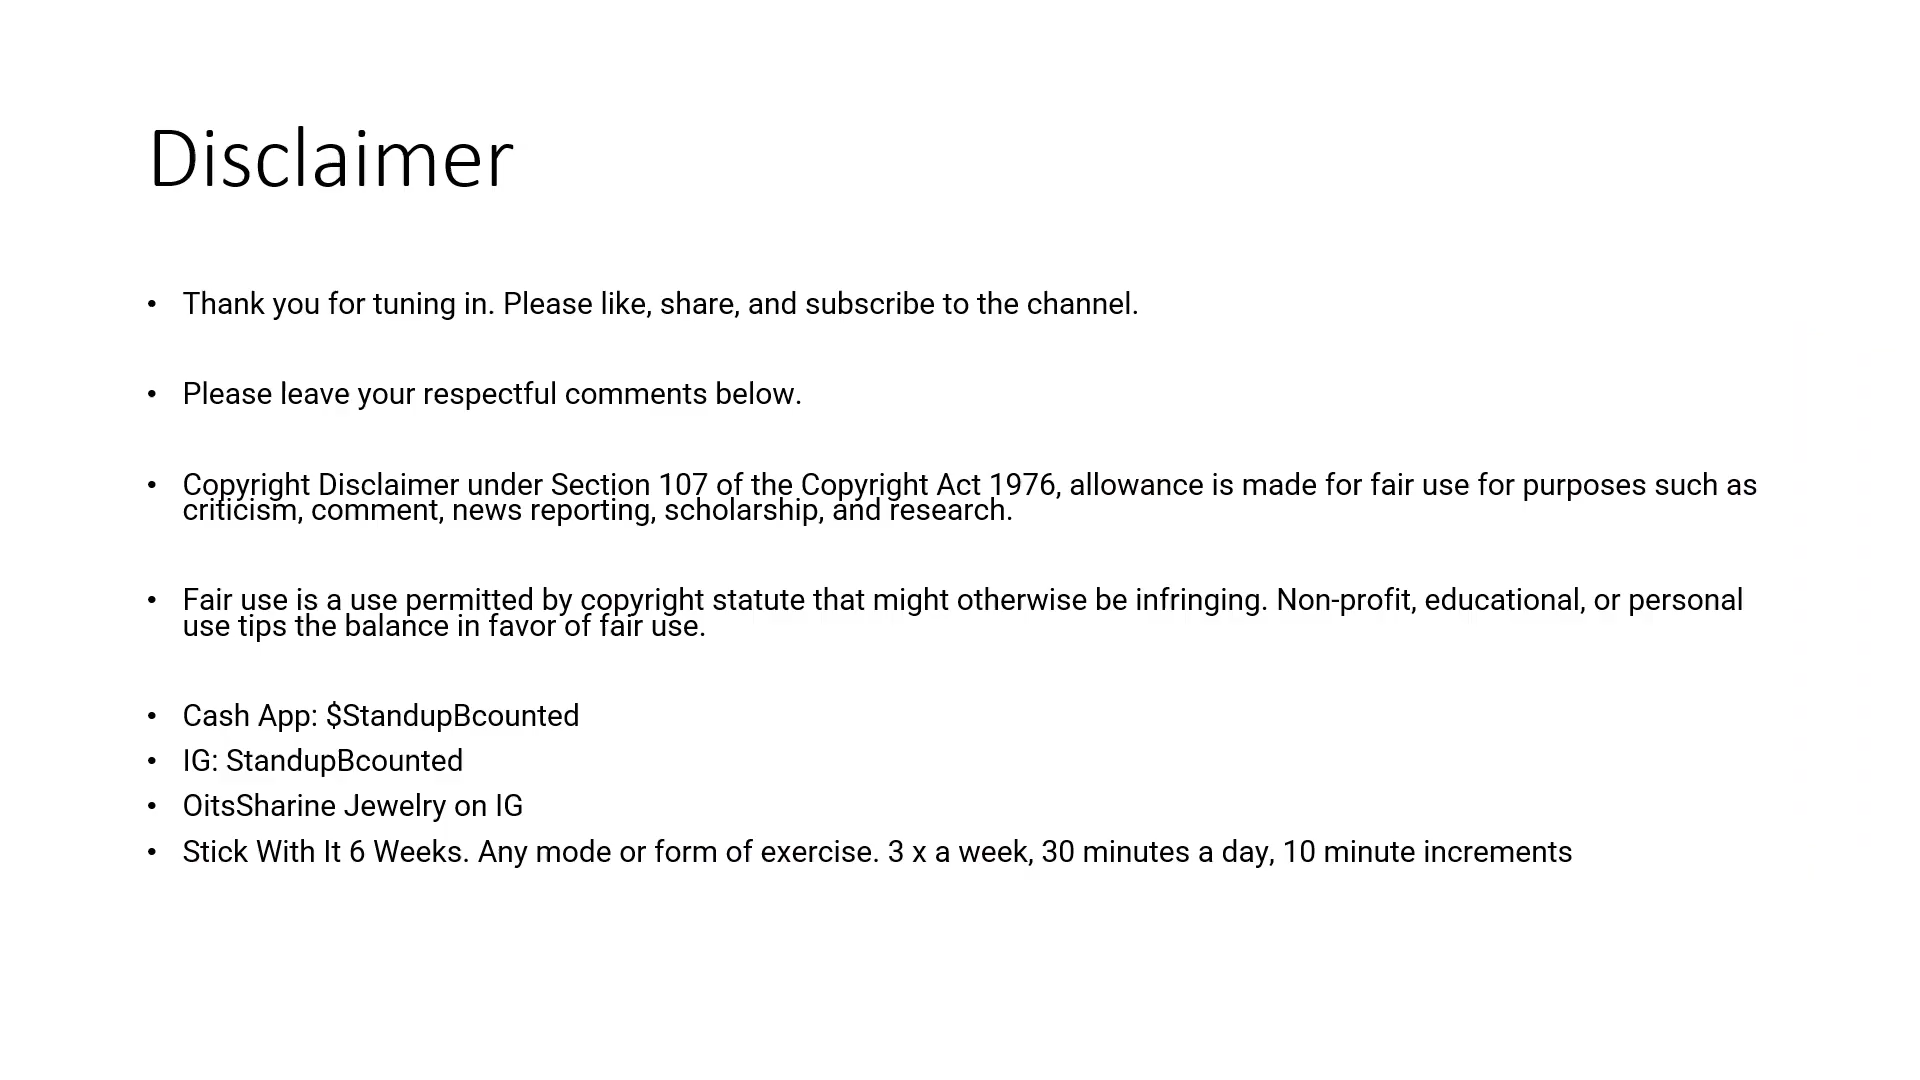 Disclaimer
• Thank you for tuning in. Please like, share, and subscribe to the channel.
• Please leave your respectful comments below.
• Copyright Disclaimer under Section 107 of the Copyright Act 1976, allowance is made for fair use for purposes such as
criticism, comment, news reporting, scholarship, and research.
• Fair use is a use permitted by copyright statute that might otherwise be infringing. Non-profit, educational, or personal
use tips the balance in favor of fair use.
• Cash App: $StandupBcounted
• IG: StandupBcounted
• OitsSharine Jewelry on IG
• Stick With It 6 Weeks. Any mode or form of exercise. 3 x a week, 30 minutes a day, 10 minute increments